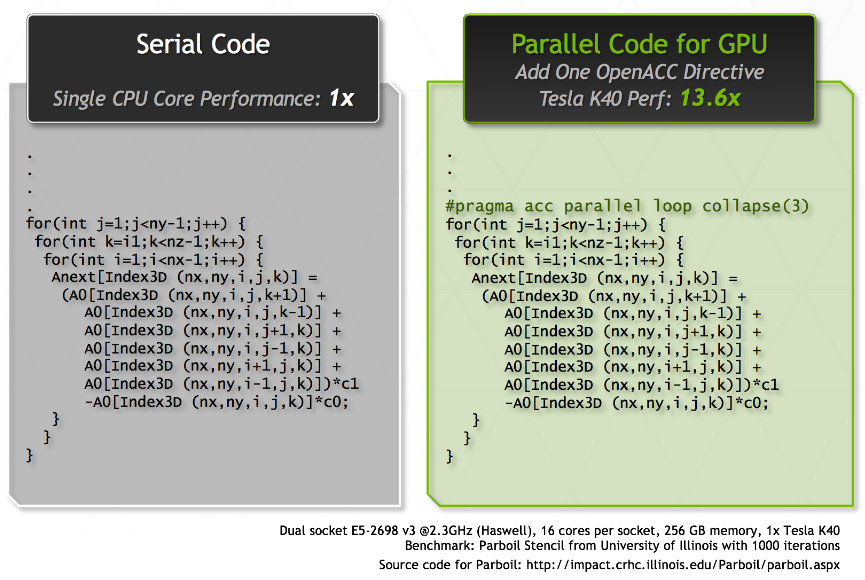 Serial Code
Single CPU Core Performance: 1x
.
.
.
.
for(int j=1;j<ny-1;j++) {
for(int k=i1;k<nz-1;k++) {
for(int i=1;i<nx-1;i++) {
Anext[Index3D (nx,ny,i,j,k)] =
(A0[Index3D (nx,ny,i,j,k+1)] +
A0[Index3D (nx,ny,i,j,k-1)] +
A0[Index3D (nx,ny,i,j+1,k)] +
A0[Index3D (nx,ny,i,j-1,k)] +
A0[Index3D (nx,ny,i+1,j,k)] +
A0[Index3D (nx,ny,i-1,j,k)])*c1
-A0[Index3D (nx,ny,i,j,k)]*c0;
}
}
}
Parallel Code for GPU
Add One OpenACC Directive
Tesla K40 Perf: 13.6x
.
.
.
#pragma acc parallel loop collapse(3)
for(int j=1;j<ny-1;j++) {
for(int k=i1;k<nz-1;k++) {
for(int i=1;i<nx-1;i++) {
Anext[Index3D (nx,ny,i,j,k)] =
(A0[Index3D (nx,ny,i,j,k+1)] +
A0[Index3D (nx,ny,i,j,k-1)] +
A0[Index3D (nx,ny,i,j+1,k)] +
A0[Index3D (nx,ny,i,j-1,k)] +
A0[Index3D (nx,ny,i+1,j,k)] +
A0[Index3D (nx,ny,i-1,j,k)])*c1
-A0[Index3D (nx,ny,i,j,k)]*c0;
}
}
}
Dual socket E5-2698 v3 @2.3GHz (Haswell), 16 cores per socket, 256 GB memory, 1x Tesla K40
Benchmark: Parboil Stencil from University of Illinois with 1000 iterations
Source code for Parboil: http://impact.crhc.illinois.edu/Parboil/parboil.aspx